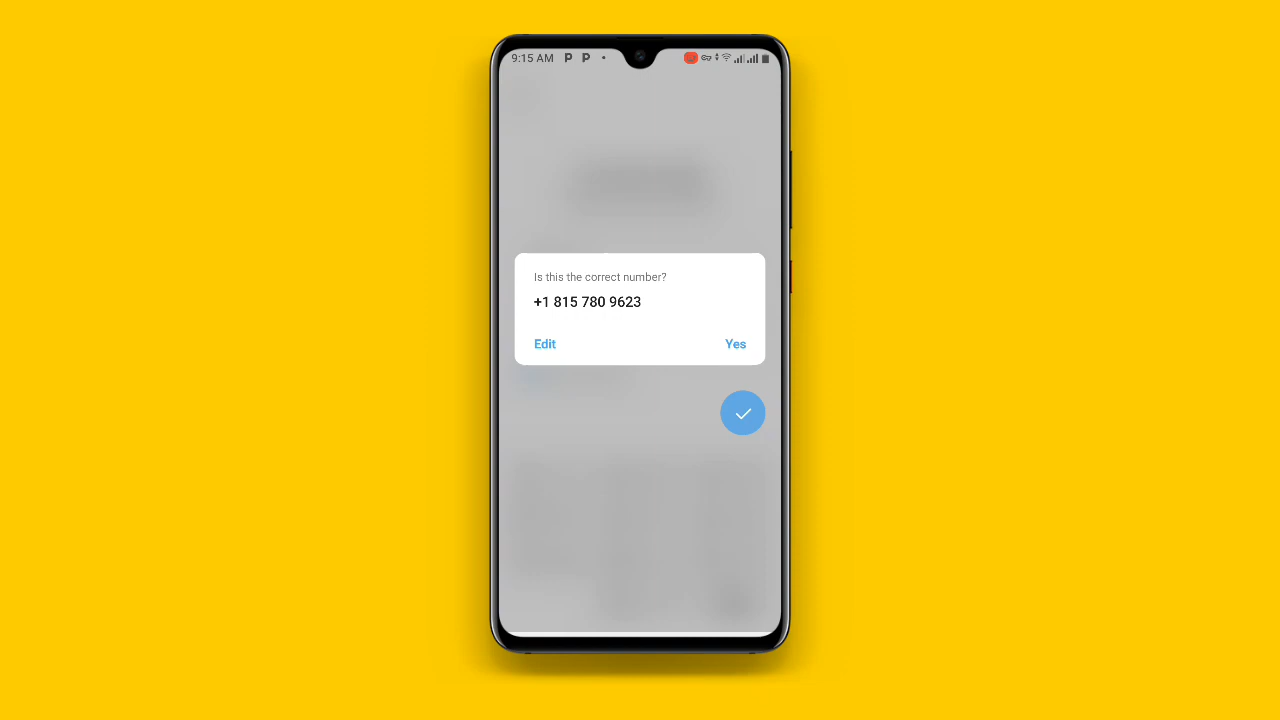 9:15 AM P P •
Is this the correct number?
+1 815 780 9623
Edit Yes